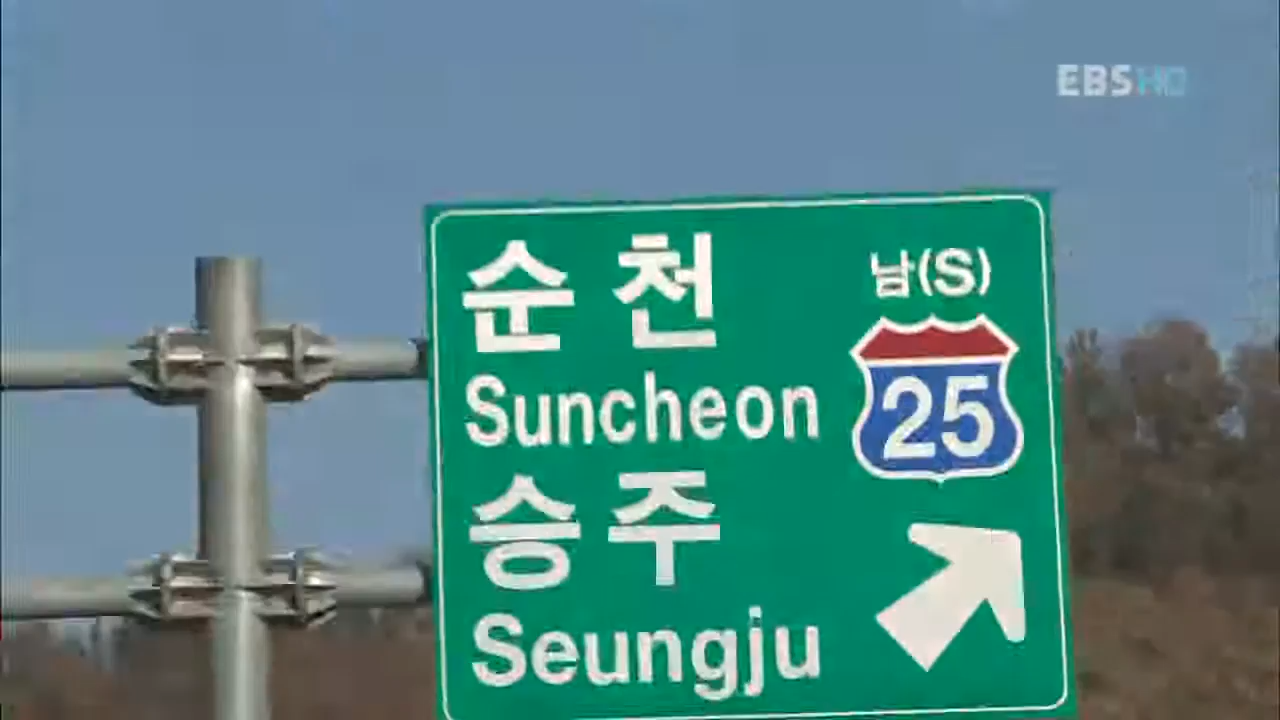 EBS HD
순천
남(S)
Suncheon
25
승주
Seungju